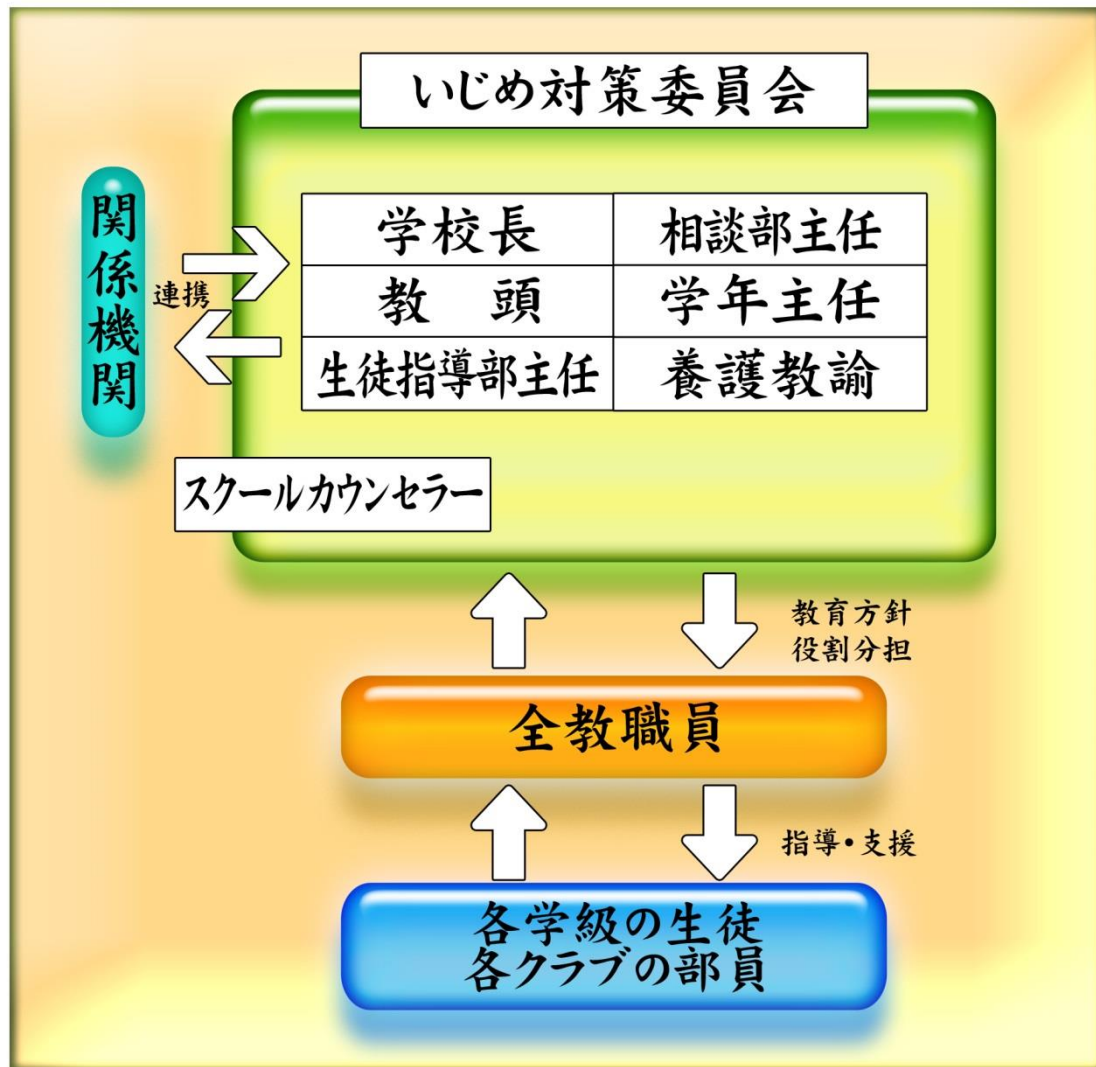 いじめ対策委員会
関係機関
連携
学校長
相談部主任
教　頭
学年主任
生徒指導部主任
養護教諭
スクールカウンセラー
教育方針
役割分担
全教職員
指導・支援
各学級の生徒
各クラブの部員